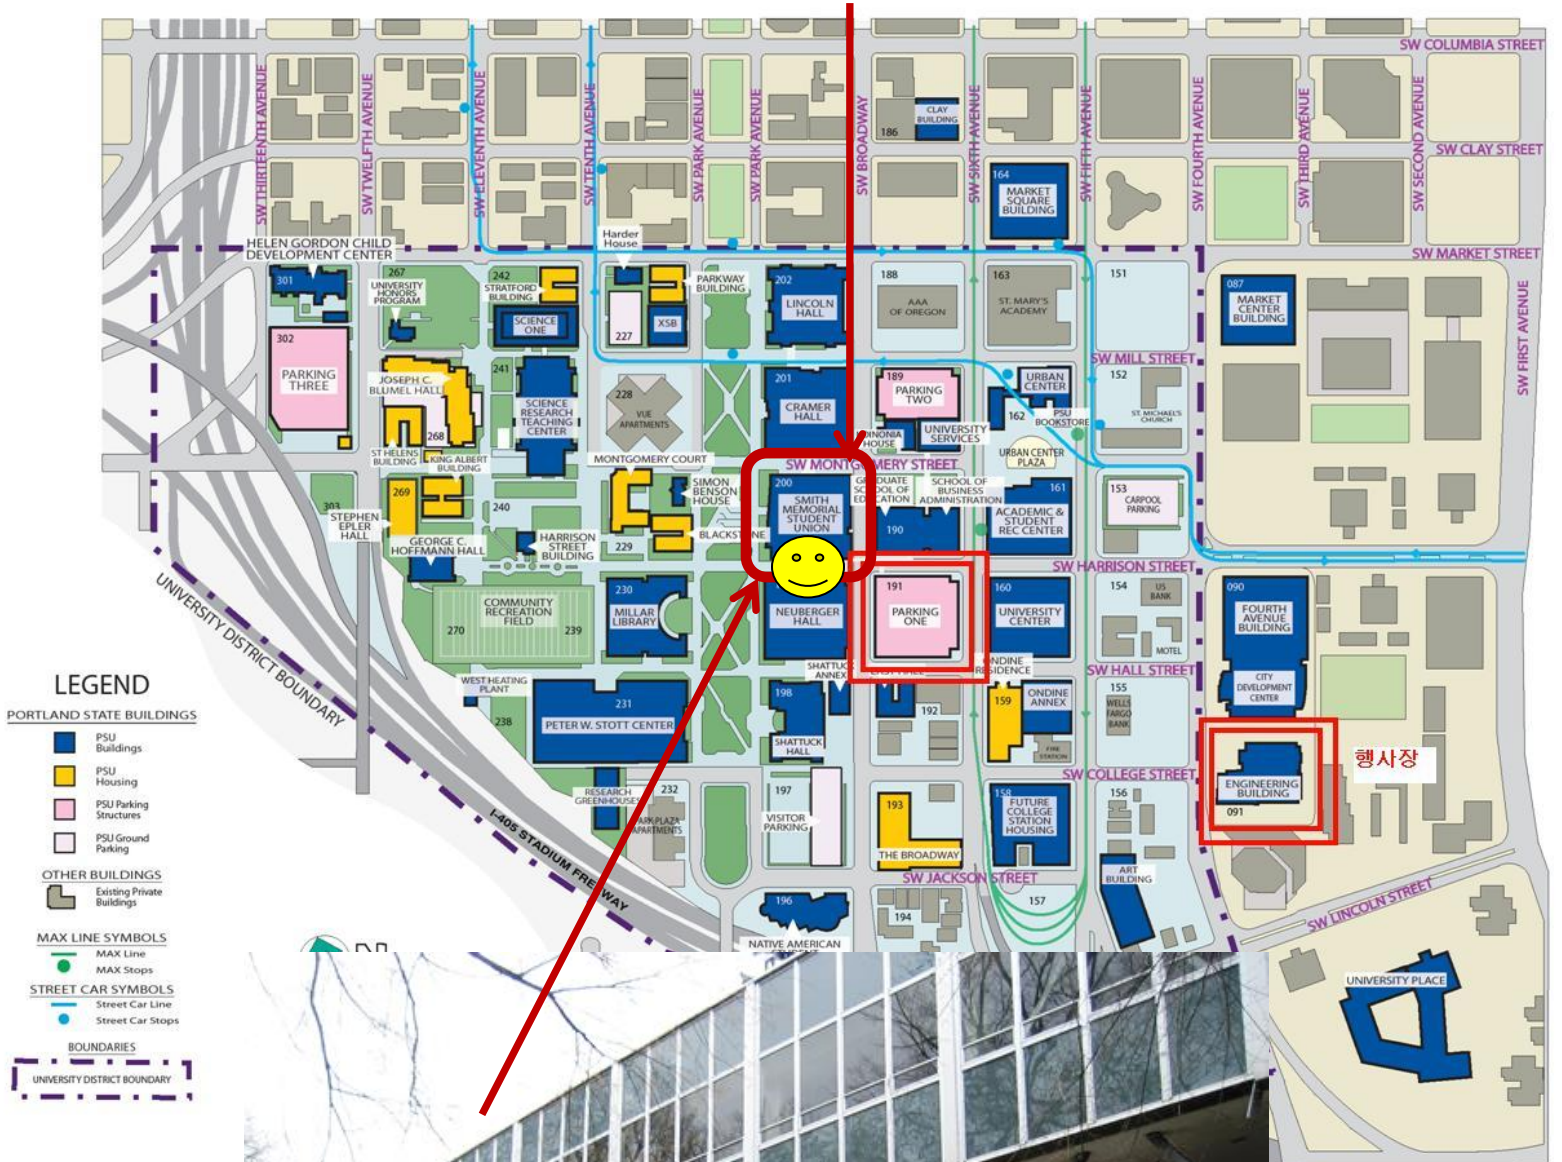 SW COLUMBIA STREET
SW CLAY STREET
SW MARKET STREET
SW THIRTEENTH AVENUE
SW TWELFTH AVENUE
SW ELEVENTH AVENUE
SW TENTH AVENUE
SW PARK AVENUE
SW PARK AVENUE
SW BROADWAY
SW SIXTH AVENUE
SW FIFTH AVENUE
SW FOURTH AVENUE
SW THIRD AVENUE
SW SECOND AVENUE
SW FIRST AVENUE
186
CLAY
BUILDING
164
MARKET
SQUARE
BUILDING
HELEN GORDON CHILD
DEVELOPMENT CENTER
301
267
UNIVERSITY
HONORS
PROGRAM
242
STRATFORD
BUILDING
SCIENCE
ONE
Harder
House
227
XSB
PARKWAY
BUILDING
202
LINCOLN
HALL
188
AAA
OF OREGON
163
ST. MARY'S
ACADEMY
151
087
MARKET
CENTER
BUILDING
302
PARKING
THREE
JOSEPH C.
BLUMEL HALL
268
ST HELENS
BUILDING
KING ALBERT
BUILDING
241
SCIENCE
RESEARCH
TEACHING
CENTER
228
VUE
APARTMENTS
201
CRAMER
HALL
189
PARKING
TWO
HOUSE
UNIVERSITY
SERVICES
URBAN
CENTER
162
PSU
BOOKSTORE
URBAN CENTER
PLAZA
SW MILL STREET
152
ST. MICHAEL'S
CHURCH
SW MONTGOMERY STREET
MONTGOMERY COURT
SIMON
BENSON
HOUSE
229
303
STEPHEN
EPLER
HALL
269
GEORGE C.
HOFFMANN HALL
240
HARRISON
STREET
BUILDING
200
SMITH
MEMORIAL
STUDENT
UNION
GRADUATE
SCHOOL OF
EDUCATION
SCHOOL OF
BUSINESS
ADMINISTRATION
190
161
ACADEMIC &
STUDENT
REC CENTER
153
CARPOOL
PARKING
SW HARRISON STREET
COMMUNITY
RECREATION
FIELD
270
239
230
MILLAR
LIBRARY
NEUBERGER
HALL
191
PARKING
ONE
160
UNIVERSITY
CENTER
154
US
BANK
MOTEL
090
FOURTH
AVENUE
BUILDING
CITY
DEVELOPMENT
CENTER
SW HALL STREET
UNIVERSITY DISTRICT BOUNDARY
WEST HEATING
PLANT
238
231
PETER W. STOTT CENTER
SHATTUCK
ANNEX
198
SHATTUCK
HALL
192
ONDINE
RESIDENCE
159
ONDINE
ANNEX
FIRE
STATION
155
WELLS
FARGO
BANK
SW COLLEGE STREET
행사장
ENGINEERING
BUILDING
091
RESEARCH
GREENHOUSES
232
PARK PLAZA
APARTMENTS
197
VISITOR
PARKING
193
THE BROADWAY
158
FUTURE
COLLEGE
STATION
HOUSING
156
ART
BUILDING
SW JACKSON STREET
I-405 STADIUM FREEWAY
196
NATIVE AMERICAN
194
157
SW LINCOLN STREET
UNIVERSITY PLACE
LEGEND
PORTLAND STATE BUILDINGS
PSU
Buildings
PSU
Housing
PSU Parking
Structures
PSU Ground
Parking
OTHER BUILDINGS
Existing Private
Buildings
MAX LINE SYMBOLS
MAX Line
MAX Stops
STREET CAR SYMBOLS
Street Car Line
Street Car Stops
BOUNDARIES
UNIVERSITY DISTRICT BOUNDARY